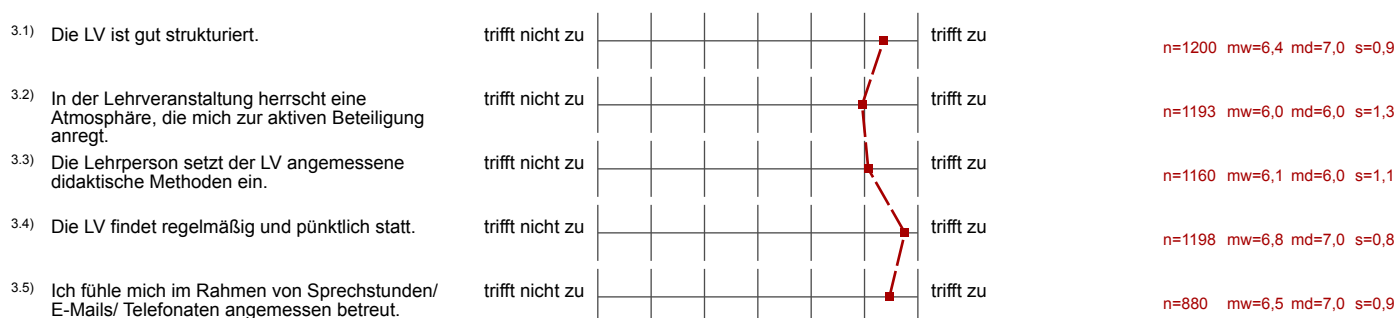 3.1) Die LV ist gut strukturiert. trifft nicht zu trifft zu n=1200 mw=6,4 md=7,0 s=0,9
3.2) In der Lehrveranstaltung herrscht eine trifft nicht zu trifft zu n=1193 mw=6,0 md=6,0 s=1,3
Atmosphäre, die mich zur aktiven Beteiligung
anregt.
3.3) Die Lehrperson setzt der LV angemessene trifft nicht zu trifft zu n=1160 mw=6,1 md=6,0 s=1,1
didaktische Methoden ein.
3.4) Die LV findet regelmäßig und pünktlich statt. trifft nicht zu trifft zu n=1198 mw=6,8 md=7,0 s=0,8
3.5) Ich fühle mich im Rahmen von Sprechstunden/ trifft nicht zu trifft zu n=880 mw=6,5 md=7,0 s=0,9
E-Mails/ Telefonaten angemessen betreut.